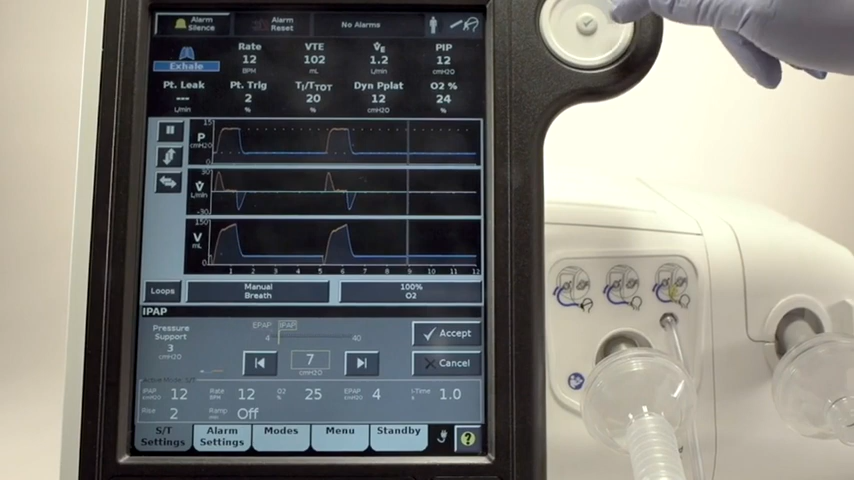 Alarm Silence
Alarm Reset
No Alarms
Exhale
Rate 12 BPM
VTE 102 mL
V̇E 1.2 L/min
PIP 12 cmH2O
Pt. Leak --- L/min
Pt. Trig 2 %
TI/TTOT 20 %
Dyn Pplat 12 cmH2O
O2 % 24 %
15
P
cmH2O
0
90
V̇
L/min
-30
150
V
mL
0
1 2 3 4 5 6 7 8 9 10 11 12
Loops
Manual Breath
100% O2
IPAP
Pressure Support
3
cmH2O
EPAP IPAP
4 40
7
cmH2O
Accept
Cancel
Active Mode: S/T
IPAP cmH2O 12
Rate BPM 12
O2 % 25
EPAP cmH2O 4
I-Time s 1.0
Rise 2
Ramp min Off
S/T Settings
Alarm Settings
Modes
Menu
Standby
?